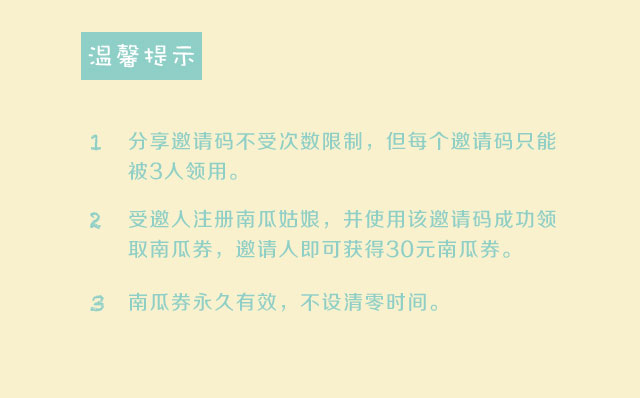 温馨提示
1 分享邀请码不受次数限制，但每个邀请码只能
被3人领用。
2 受邀人注册南瓜姑娘，并使用该邀请码成功领
取南瓜券，邀请人即可获得30元南瓜券。
3 南瓜券永久有效，不设清零时间。